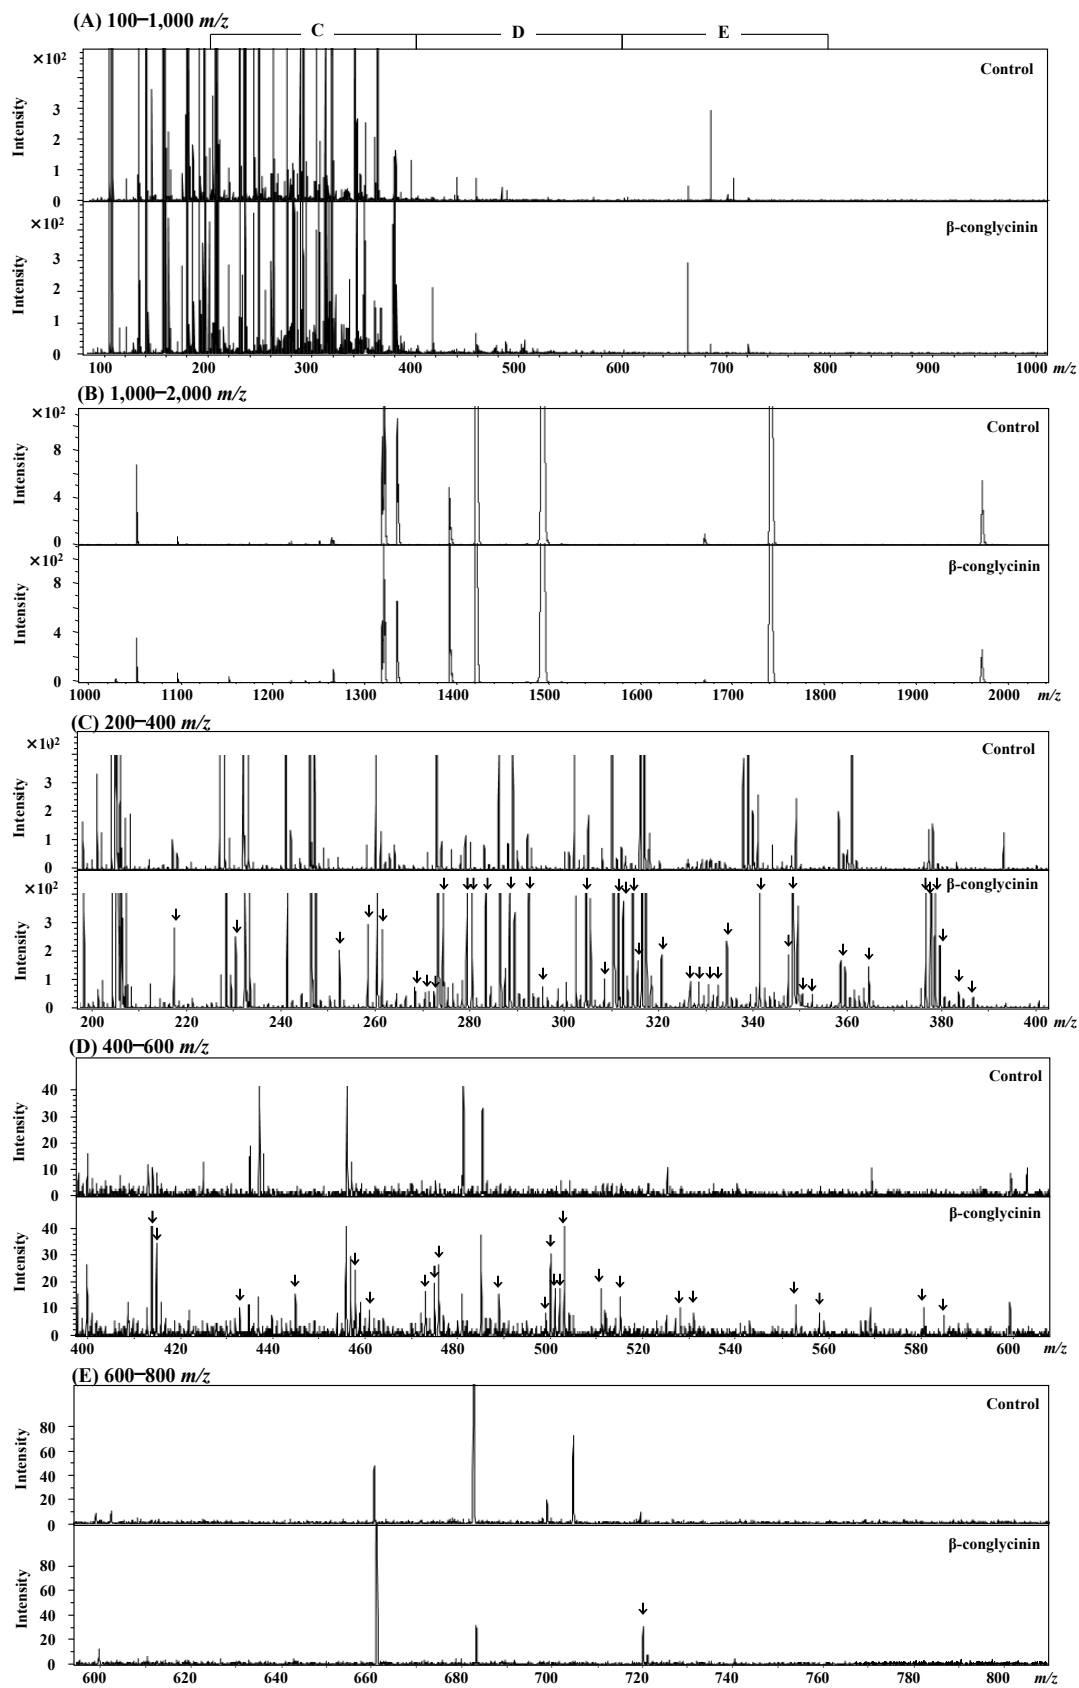 (A) 100–1,000 m/z
C D E
×10²
Control
Intensity
3
2
1
0
×10²
β-conglycinin
Intensity
3
2
1
0
100 200 300 400 500 600 700 800 900 1000 m/z
(B) 1,000–2,000 m/z
×10²
Control
Intensity
8
4
0
×10²
β-conglycinin
Intensity
8
4
0
1000 1100 1200 1300 1400 1500 1600 1700 1800 1900 2000 m/z
(C) 200–400 m/z
×10²
Control
Intensity
3
2
1
0
×10²
β-conglycinin
Intensity
3
2
1
0
200 220 240 260 280 300 320 340 360 380 400 m/z
(D) 400–600 m/z
Control
Intensity
40
30
20
10
0
β-conglycinin
Intensity
40
30
20
10
0
400 420 440 460 480 500 520 540 560 580 600 m/z
(E) 600–800 m/z
Control
Intensity
80
60
40
20
0
β-conglycinin
Intensity
80
60
40
20
0
600 620 640 660 680 700 720 740 760 780 800 m/z